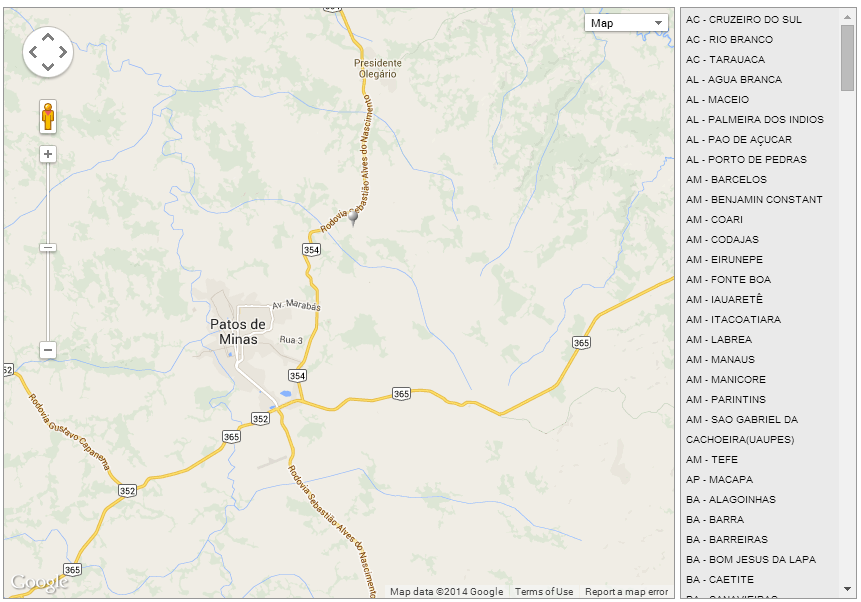 354
Map
Presidente
Olegário
Rodovia Sebastião Alves do Nascimento
354
Av. Marabás
Patos de
Minas
Rua 3
365
354
365
352
365
Rodovia Gustavo Capanema
352
Rodovia Sebastião Alves do Nascimento
365
Google
Map data ©2014 Google
Terms of Use
Report a map error
AC - CRUZEIRO DO SUL
AC - RIO BRANCO
AC - TARAUACA
AL - AGUA BRANCA
AL - MACEIO
AL - PALMEIRA DOS INDIOS
AL - PAO DE AÇUCAR
AL - PORTO DE PEDRAS
AM - BARCELOS
AM - BENJAMIN CONSTANT
AM - COARI
AM - CODAJAS
AM - EIRUNEPE
AM - FONTE BOA
AM - IAUARETÊ
AM - ITACOATIARA
AM - LABREA
AM - MANAUS
AM - MANICORE
AM - PARINTINS
AM - SAO GABRIEL DA
CACHOEIRA(UAUPES)
AM - TEFE
AP - MACAPA
BA - ALAGOINHAS
BA - BARRA
BA - BARREIRAS
BA - BOM JESUS DA LAPA
BA - CAETITE
BA - CANAVIEIRAS